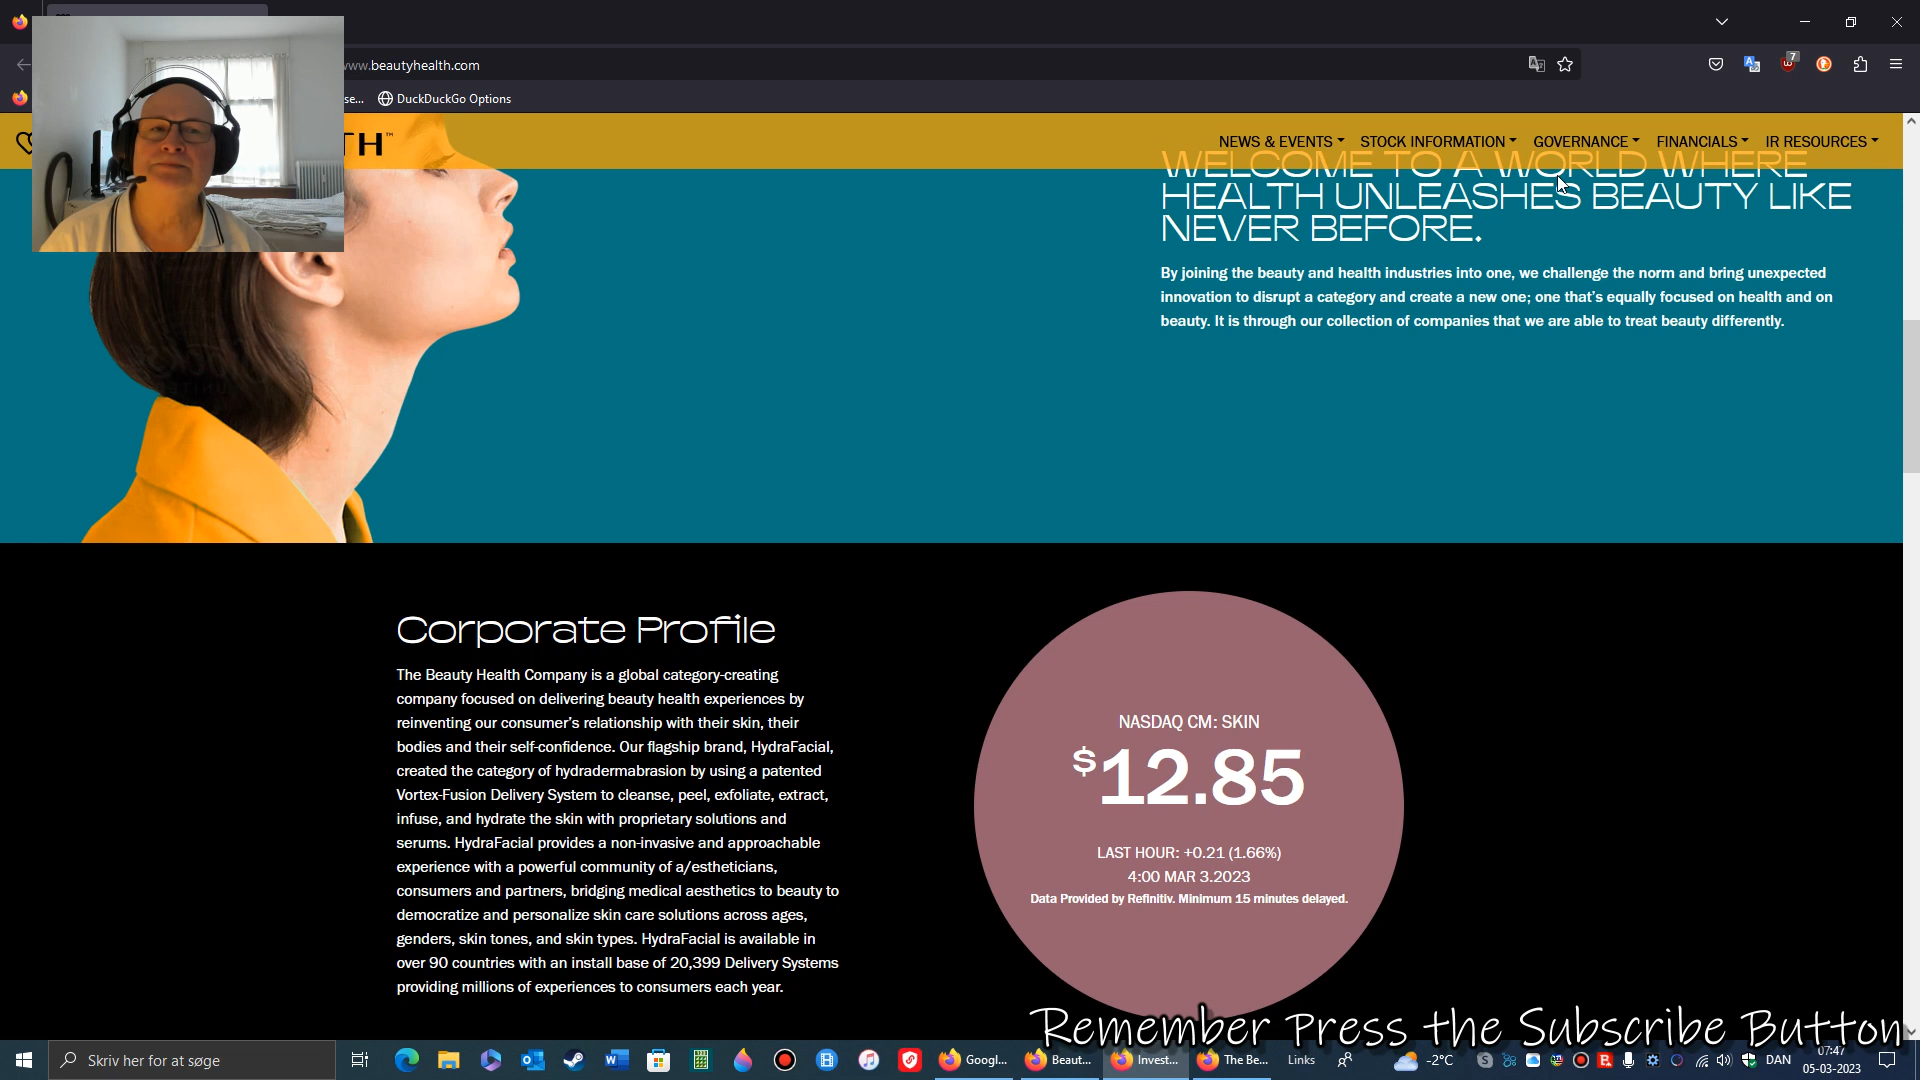 www.beautyhealth.com
7
se...
DuckDuckGo Options
TH™
NEWS & EVENTS
STOCK INFORMATION
GOVERNANCE
FINANCIALS
IR RESOURCES
WELCOME TO A WORLD WHERE
HEALTH UNLEASHES BEAUTY LIKE
NEVER BEFORE.
By joining the beauty and health industries into one, we challenge the norm and bring unexpected
innovation to disrupt a category and create a new one; one that’s equally focused on health and on
beauty. It is through our collection of companies that we are able to treat beauty differently.
Corporate Profile
The Beauty Health Company is a global category-creating
company focused on delivering beauty health experiences by
reinventing our consumer’s relationship with their skin, their
bodies and their self-confidence. Our flagship brand, HydraFacial,
created the category of hydradermabrasion by using a patented
Vortex-Fusion Delivery System to cleanse, peel, exfoliate, extract,
infuse, and hydrate the skin with proprietary solutions and
serums. HydraFacial provides a non-invasive and approachable
experience with a powerful community of a/estheticians,
consumers and partners, bridging medical aesthetics to beauty to
democratize and personalize skin care solutions across ages,
genders, skin tones, and skin types. HydraFacial is available in
over 90 countries with an install base of 20,399 Delivery Systems
providing millions of experiences to consumers each year.
NASDAQ CM: SKIN
$12.85
LAST HOUR: +0.21 (1.66%)
4:00 MAR 3.2023
Data Provided by Refinitiv. Minimum 15 minutes delayed.
Remember Press the Subscribe Button
Skriv her for at søge
Googl...
Beaut...
Invest...
The Be...
Links
-2°C
DAN
07:47
05-03-2023